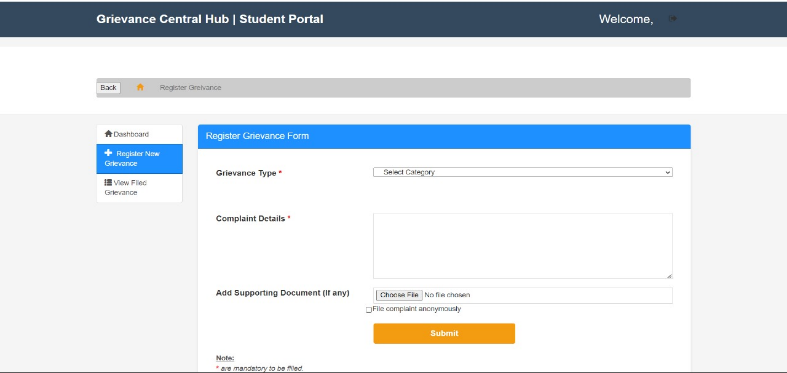 Grievance Central Hub | Student Portal
Welcome,
Back
Register Greivance
Dashboard
Register New
Grievance
View Filed
Grievance
Register Grievance Form
Grievance Type *
Select Category
Complaint Details *
Add Supporting Document (if any)
Choose File No file chosen
File complaint anonymously
Submit
Note:
* are mandatory to be filled.